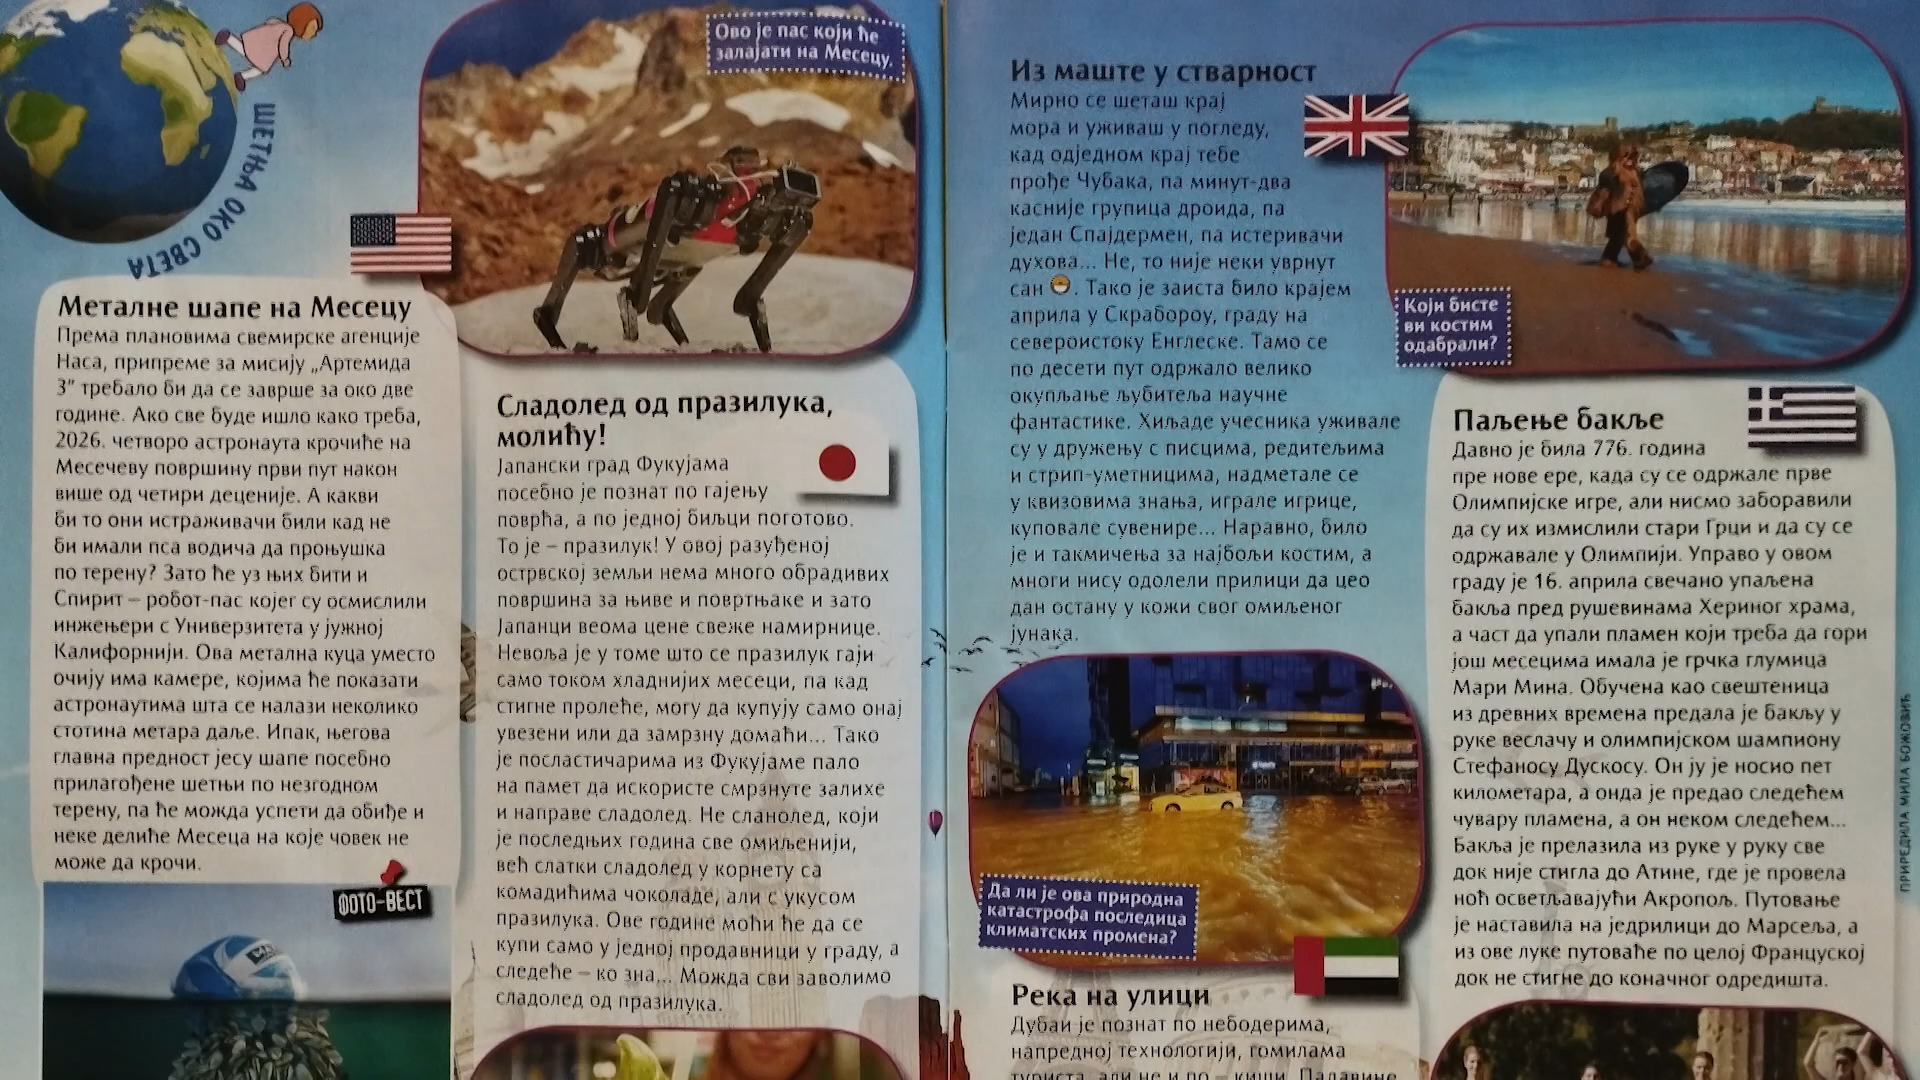 ШЕТЊА ОКО СВЕТА
Ово је пас који ће
залајати на Месецу.
Металне шапе на Месецу
Према плановима свемирске агенције
Наса, припреме за мисију „Артемида
3” требало би да се заврше за око две
године. Ако све буде ишло како треба,
2026. четворо астронаута крочиће на
Месечеву површину први пут након
више од четири деценије. А какви
би то они истраживачи били кад не
би имали пса водича да проњушка
по терену? Зато ће уз њих бити и
Спирит – робот-пас којег су осмислили
инжењери с Универзитета у јужној
Калифорнији. Ова метална куца уместо
очију има камере, којима ће показати
астронаутима шта се налази неколико
стотина метара даље. Ипак, његова
главна предност јесу шапе посебно
прилагођене шетњи по незгодном
терену, па ће можда успети да обиђе и
неке делиће Месеца на које човек не
може да крочи.
ФОТО-ВЕСТ
Сладолед од празилука,
молићу!
Јапански град Фукујама
посебно је познат по гајењу
поврћа, а по једној биљци поготово.
То је – празилук! У овој разуђеној
острвској земљи нема много обрадивих
површина за њиве и повртњаке и зато
Јапанци веома цене свеже намирнице.
Невоља је у томе што се празилук гаји
само током хладнијих месеци, па кад
стигне пролеће, могу да купују само онај
увезени или да замрзну домаћи... Тако
је посластичарима из Фукујаме пало
на памет да искористе смрзнуте залихе
и направе сладолед. Не сланолед, који
је последњих година све омиљенији,
већ слатки сладолед у корнету са
комадићима чоколаде, али с укусом
празилука. Ове године моћи ће да се
купи само у једној продавници у граду, а
следеће – ко зна... Можда сви заволимо
сладолед од празилука.
Из маште у стварност
Мирно се шеташ крај
мора и уживаш у погледу,
кад одједном крај тебе
прође Чубака, па минут-два
касније групица дроида, па
један Спајдермен, па истеривачи
духова... Не, то није неки уврнут
сан . Тако је заиста било крајем
априла у Скрабороу, граду на
североистоку Енглеске. Тамо се
по десети пут одржало велико
окупљање љубитеља научне
фантастике. Хиљаде учесника уживале
су у дружењу с писцима, редитељима
и стрип-уметницима, надметале се
у квизовима знања, играле игрице,
куповале сувенире... Наравно, било
је и такмичења за најбољи костим, а
многи нису одолели прилици да цео
дан остану у кожи свог омиљеног
јунака.
Који бисте
ви костим
одабрали?
Да ли је ова природна
катастрофа последица
климатских промена?
Река на улици
Дубаи је познат по небодерима,
напредној технологији, гомилама
туриста, али не и по – киши. Падавине
Паљење бакље
Давно је била 776. година
пре нове ере, када су се одржале прве
Олимпијске игре, али нисмо заборавили
да су их измислили стари Грци и да су се
одржавале у Олимпији. Управо у овом
граду је 16. априла свечано упаљена
бакља пред рушевинама Хериног храма,
а част да упали пламен који треба да гори
још месецима имала је грчка глумица
Мари Мина. Обучена као свештеница
из древних времена предала је бакљу у
руке веслачу и олимпијском шампиону
Стефаносу Дускосу. Он ју је носио пет
километара, а онда је предао следећем
чувару пламена, а он неком следећем...
Бакља је прелазила из руке у руку све
док није стигла до Атине, где је провела
ноћ осветљавајући Акропољ. Путовање
је наставила на једрилици до Марсеља, а
из ове луке путоваће по целој Француској
док не стигне до коначног одредишта.
ПРИРЕДИЛА МИЛА БОЖОВИЋ